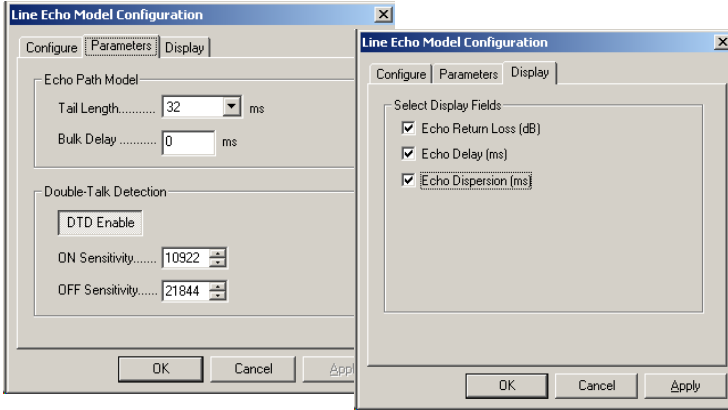 Line Echo Model Configuration
Configure Parameters Display
Echo Path Model
Tail Length........... 32 ms
Bulk Delay ........... 0 ms
Double-Talk Detection
DTD Enable
ON Sensitivity....... 10922
OFF Sensitivity...... 21844
OK Cancel
Line Echo Model Configuration
Configure Parameters Display
Select Display Fields
Echo Return Loss (dB)
Echo Delay (ms)
Echo Dispersion (ms)
OK Cancel Apply